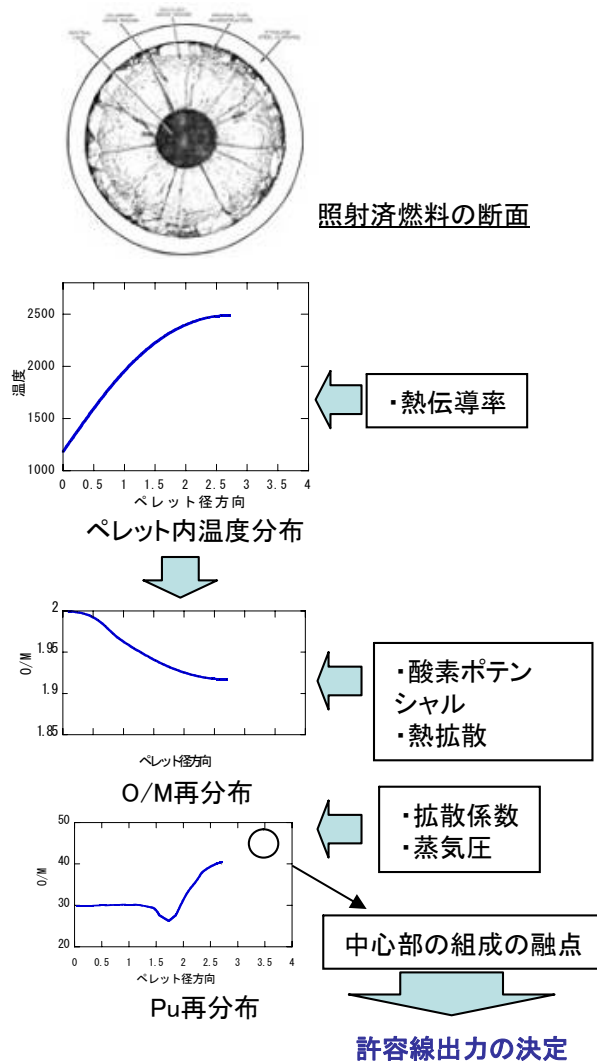 照射済燃料の断面
2500
2000
1500
1000
温度
0 0.5 1 1.5 2 2.5 3 3.5 4
ペレット径方向
・熱伝導率
ペレット内温度分布
2
1.95
1.9
1.85
O/M
ペレット径方向
・酸素ポテン
シャル
・熱拡散
O/M再分布
50
40
30
20
O/M
0 0.5 1 1.5 2 2.5 3 3.5 4
ペレット径方向
・拡散係数
・蒸気圧
Pu再分布
中心部の組成の融点
許容線出力の決定